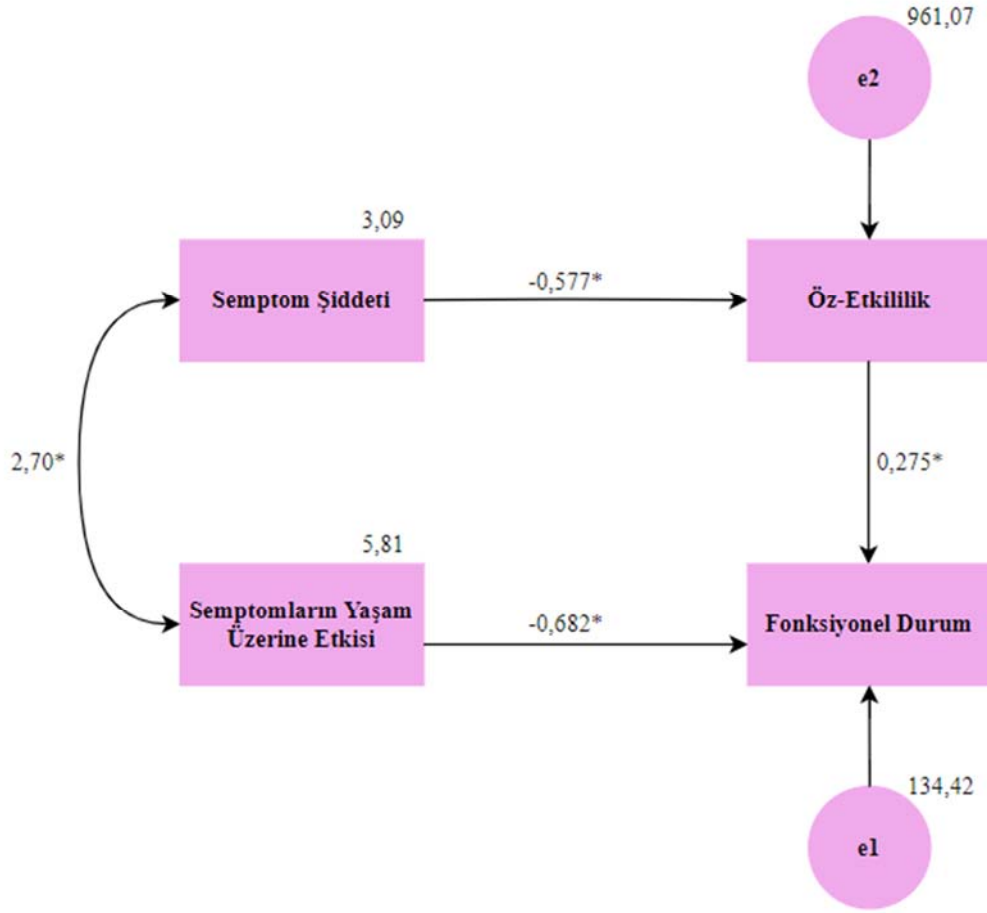 961,07
e2
3,09
Semptom Şiddeti
-0,577*
Öz-Etkililik
2,70*
0,275*
5,81
Semptomların Yaşam
Üzerine Etkisi
-0,682*
Fonksiyonel Durum
134,42
e1